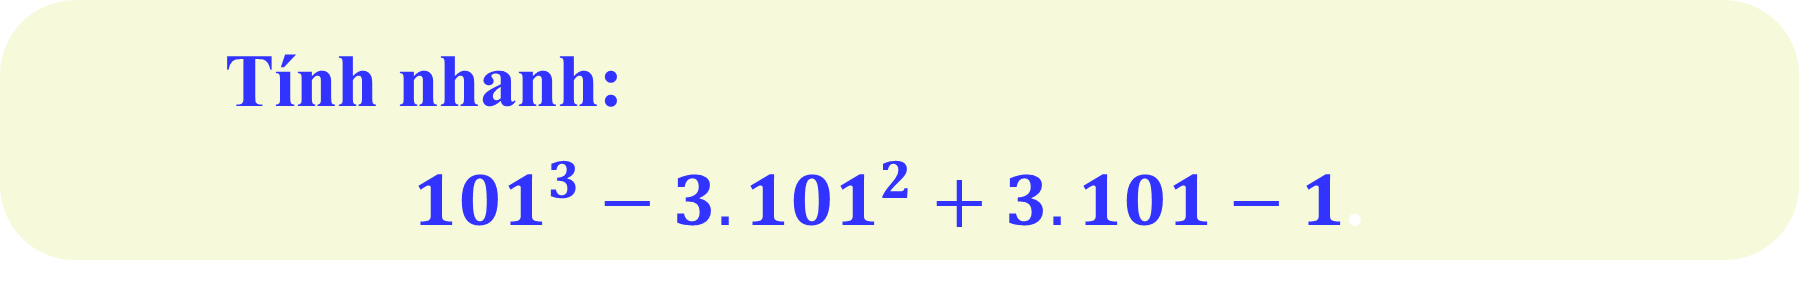 Tính nhanh:
101³ − 3. 101² + 3. 101 − 1.